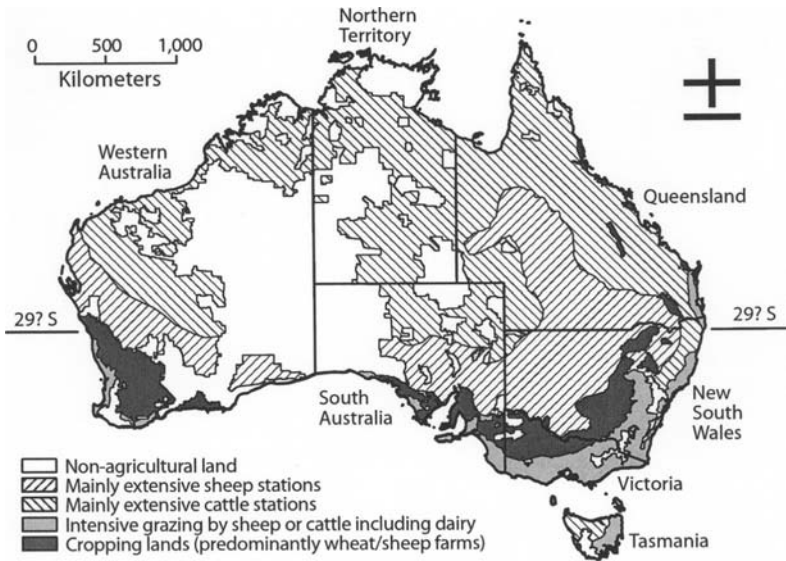 Northern
Territory
0 500 1,000
Kilometers
Western
Australia
Queensland
29? S
29? S
South
Australia
New
South
Wales
Victoria
Tasmania
Non-agricultural land
Mainly extensive sheep stations
Mainly extensive cattle stations
Intensive grazing by sheep or cattle including dairy
Cropping lands (predominantly wheat/sheep farms)